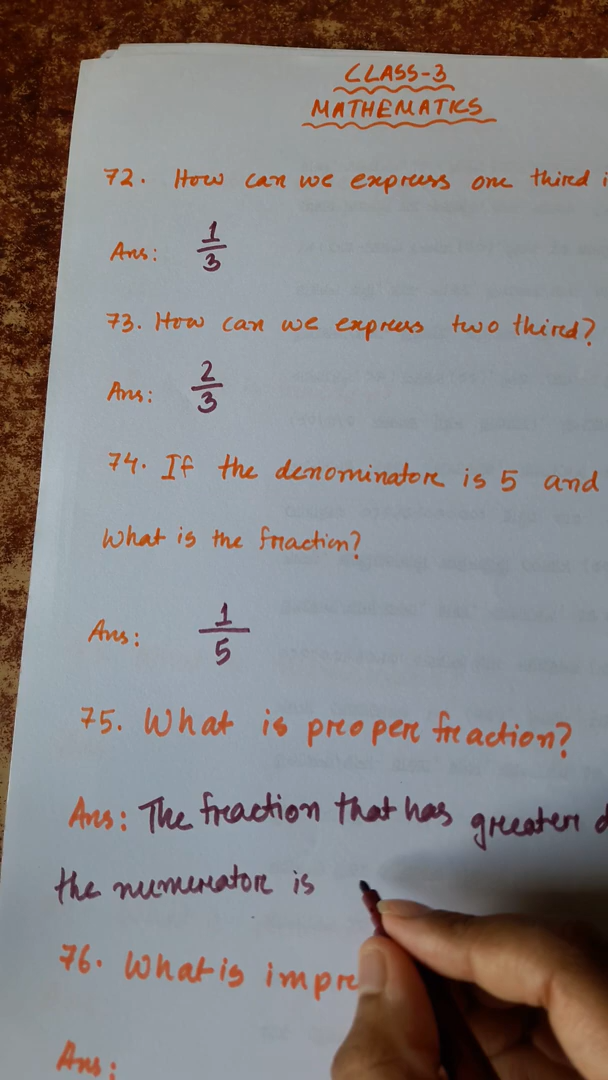 CLASS-3
MATHEMATICS
72. How can we express one third
Ans: 1/3
73. How can we express two third?
Ans: 2/3
74. If the denominator is 5 and
What is the fraction?
Ans: 1/5
75. What is proper fraction?
Ans: The fraction that has greater
the numerator is
76. What is impr
Ans: